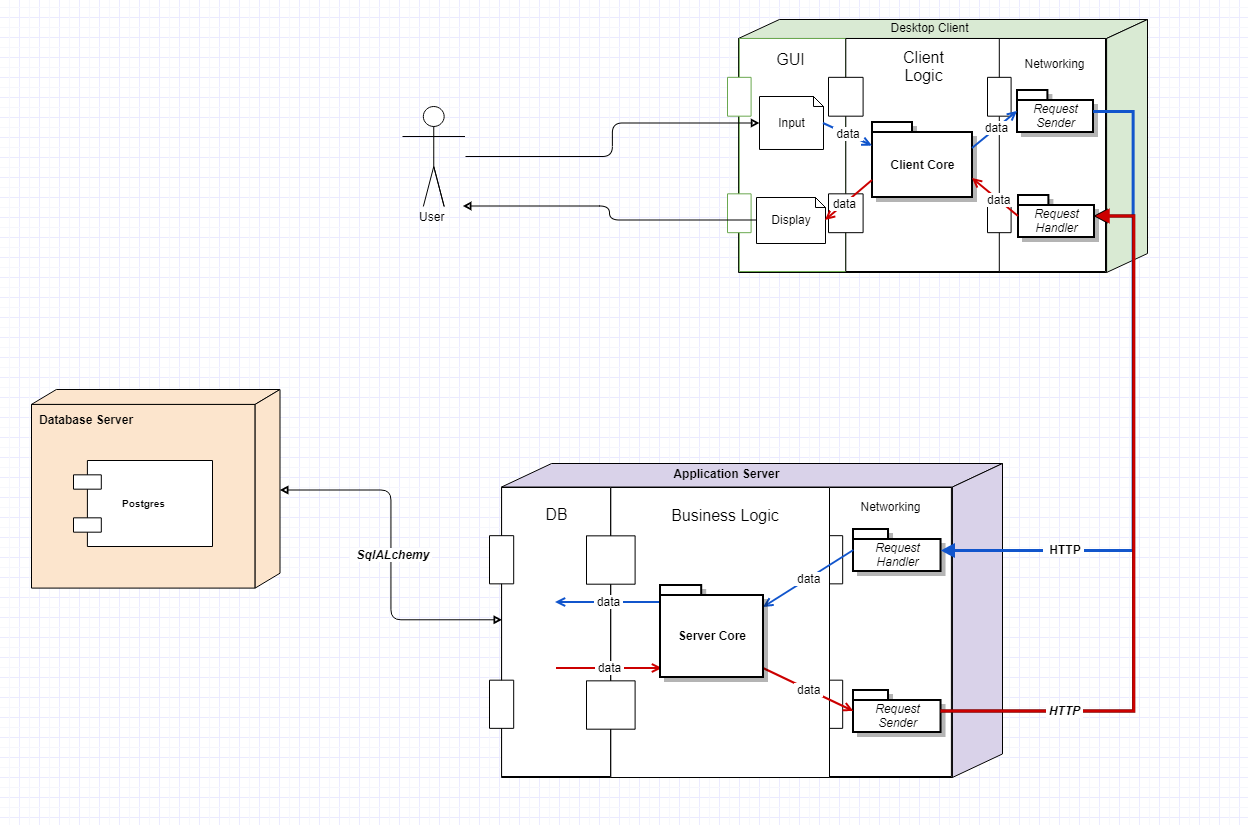 Desktop Client
GUI
Client
Logic
Networking
Input
data
Client Core
data
Request
Sender
User
Display
data
data
Request
Handler
Database Server
Postgres
SqlALchemy
Application Server
DB
Business Logic
Networking
Request
Handler
HTTP
data
data
Server Core
data
data
Request
Sender
HTTP